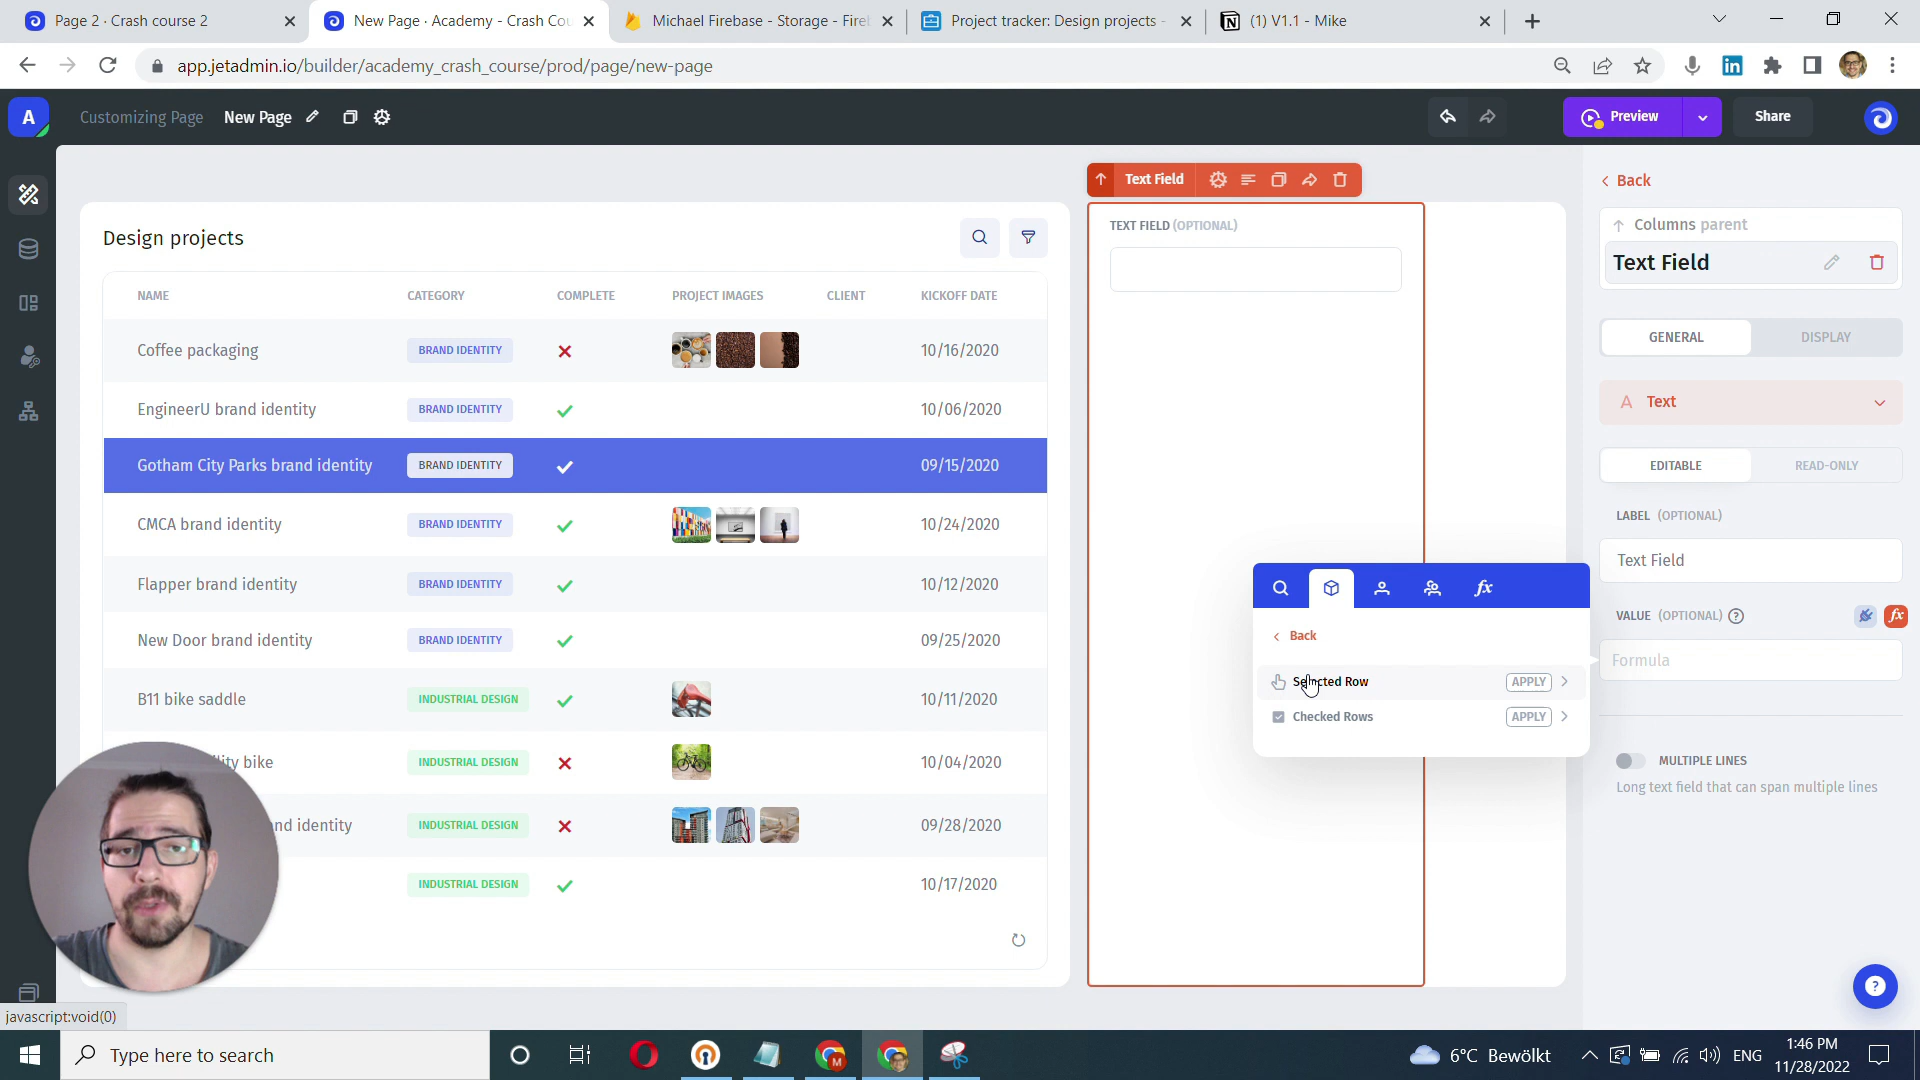 Page 2 · Crash course 2
New Page · Academy - Crash Cou
Michael Firebase - Storage - Fire
Project tracker: Design projects -
(1) V1.1 - Mike
app.jetadmin.io/builder/academy_crash_course/prod/page/new-page
A
Customizing Page
New Page
Preview
Share
Text Field
Back
Design projects
TEXT FIELD (OPTIONAL)
Columns parent
Text Field
NAME CATEGORY COMPLETE PROJECT IMAGES CLIENT KICKOFF DATE
GENERAL DISPLAY
Coffee packaging BRAND IDENTITY 10/16/2020
A Text
EngineerU brand identity BRAND IDENTITY 10/06/2020
Gotham City Parks brand identity BRAND IDENTITY 09/15/2020
EDITABLE READ-ONLY
LABEL (OPTIONAL)
CMCA brand identity BRAND IDENTITY 10/24/2020
Text Field
Flapper brand identity BRAND IDENTITY 10/12/2020
fx
VALUE (OPTIONAL) ? fx
New Door brand identity BRAND IDENTITY 09/25/2020
Back
Formula
Selected Row APPLY
B11 bike saddle INDUSTRIAL DESIGN 10/11/2020
Checked Rows APPLY
ity bike INDUSTRIAL DESIGN 10/04/2020
MULTIPLE LINES
Long text field that can span multiple lines
nd identity INDUSTRIAL DESIGN 09/28/2020
INDUSTRIAL DESIGN 10/17/2020
?
javascript:void(0)
Type here to search
6°C Bewölkt
ENG
1:46 PM
11/28/2022